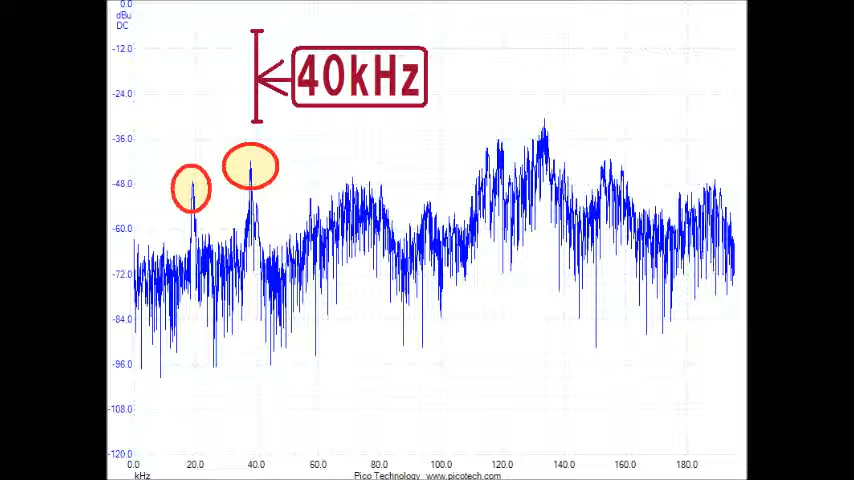 0.0
dBu
DC
-12.0
40kHz
-24.0
-36.0
-48.0
-60.0
-72.0
-84.0
-96.0
-108.0
-120.0
0.0 20.0 40.0 60.0 80.0 100.0 120.0 140.0 160.0 180.0
kHz Pico Technology www.picotech.com